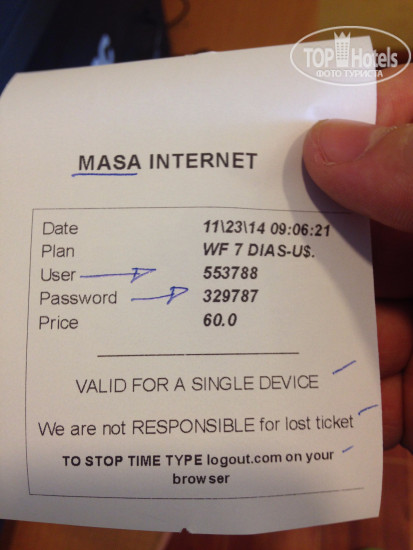 TOP Hotels
ФОТО ТУРИСТА
MASA INTERNET
Date 11\23\14 09:06:21
Plan WF 7 DIAS-U$.
User 553788
Password 329787
Price 60.0
VALID FOR A SINGLE DEVICE
We are not RESPONSIBLE for lost ticket
TO STOP TIME TYPE logout.com on your
browser